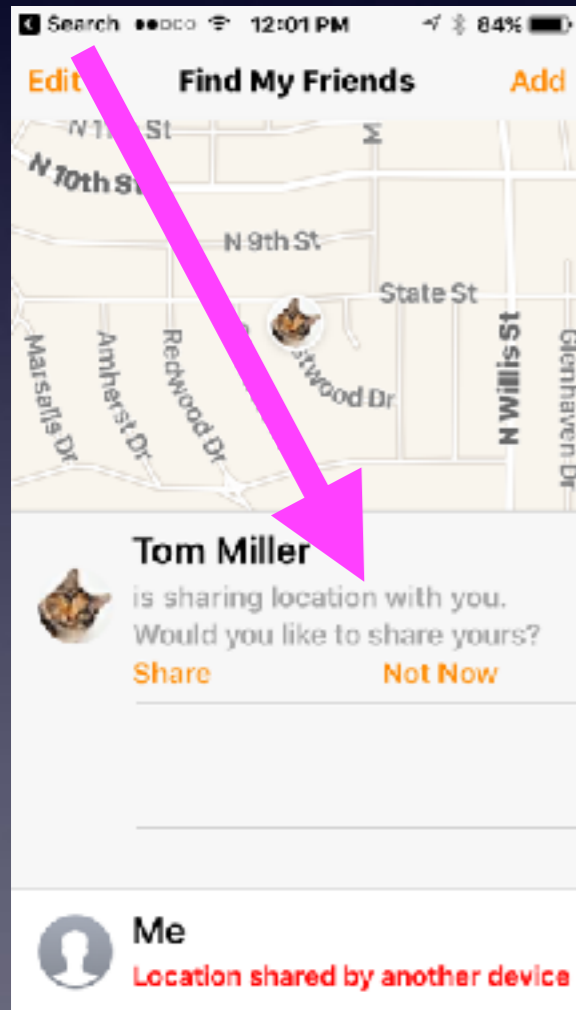 Search 12:01 PM 84%
Edit Find My Friends Add
St
M
N 10th St
N 9th St
State St
Marsalis Dr
Amherst Dr
Redwood Dr
stwood Dr
N Willis St
Glenhaven Dr
Tom Miller
is sharing location with you.
Would you like to share yours?
Share Not Now
Me
Location shared by another device